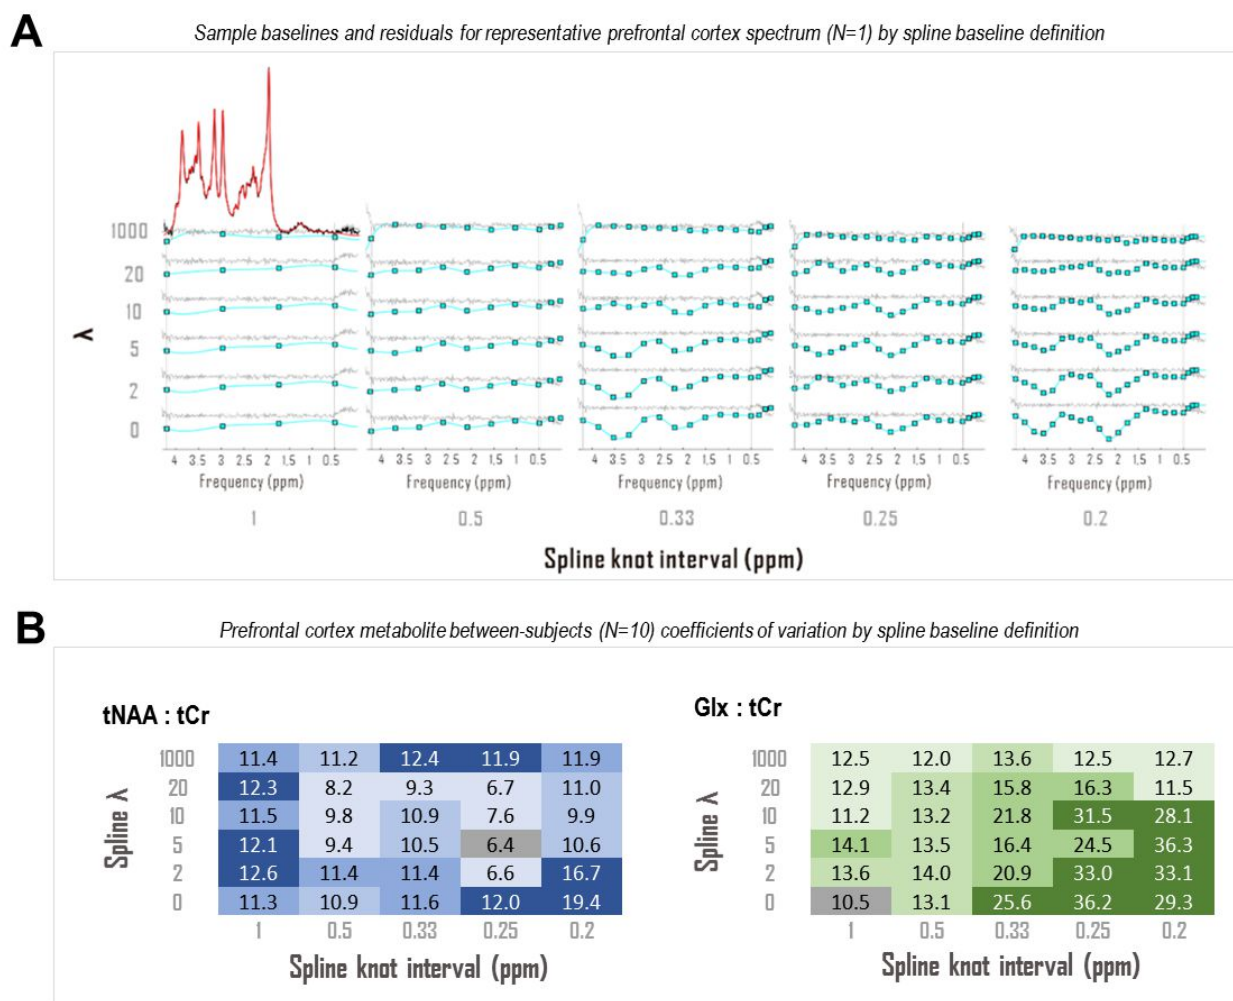 A
Sample baselines and residuals for representative prefrontal cortex spectrum (N=1) by spline baseline definition
1000
20
10
λ
5
2
0
4 3.5 3 2.5 2 1.5 1 0.5 4 3.5 3 2.5 2 1.5 1 0.5 4 3.5 3 2.5 2 1.5 1 0.5 4 3.5 3 2.5 2 1.5 1 0.5 4 3.5 3 2.5 2 1.5 1 0.5
Frequency (ppm) Frequency (ppm) Frequency (ppm) Frequency (ppm) Frequency (ppm)
1 0.5 0.33 0.25 0.2
Spline knot interval (ppm)
B
Prefrontal cortex metabolite between-subjects (N=10) coefficients of variation by spline baseline definition
tNAA : tCr
Spline λ
1000 11.4 11.2 12.4 11.9 11.9
20 12.3 8.2 9.3 6.7 11.0
10 11.5 9.8 10.9 7.6 9.9
5 12.1 9.4 10.5 6.4 10.6
2 12.6 11.4 11.4 6.6 16.7
0 11.3 10.9 11.6 12.0 19.4
1 0.5 0.33 0.25 0.2
Spline knot interval (ppm)
Glx : tCr
Spline λ
1000 12.5 12.0 13.6 12.5 12.7
20 12.9 13.4 15.8 16.3 11.5
10 11.2 13.2 21.8 31.5 28.1
5 14.1 13.5 16.4 24.5 36.3
2 13.6 14.0 20.9 33.0 33.1
0 10.5 13.1 25.6 36.2 29.3
1 0.5 0.33 0.25 0.2
Spline knot interval (ppm)